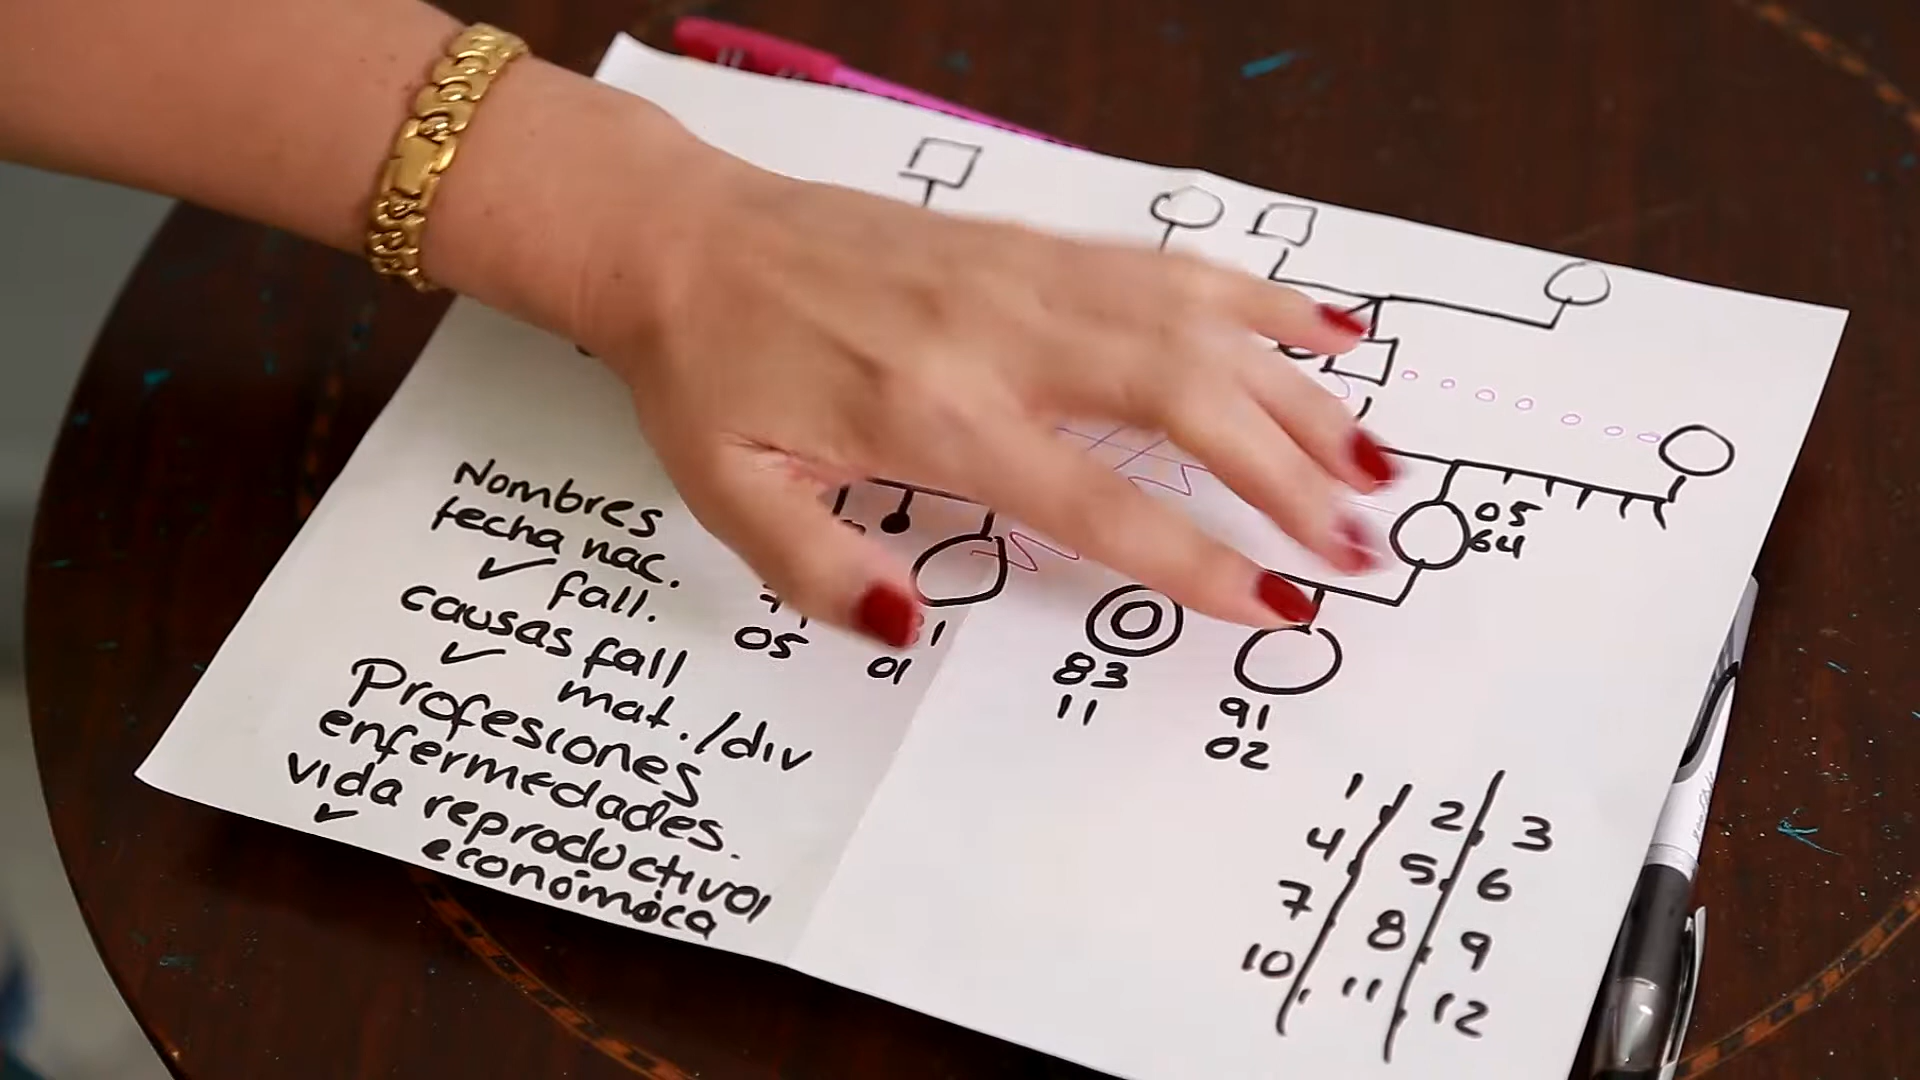 Nombres
fecha nac.
fall.
causas fall
mat./div
Profesiones
enfermedades.
vida reproductiva
económica
05
01
83
11
91
02
05
64
1 2 3
4 5 6
7 8 9
10 11 12